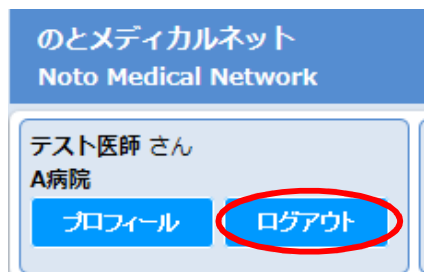 のとメディカルネット
Noto Medical Network
テスト医師 さん
A病院
プロフィール ログアウト